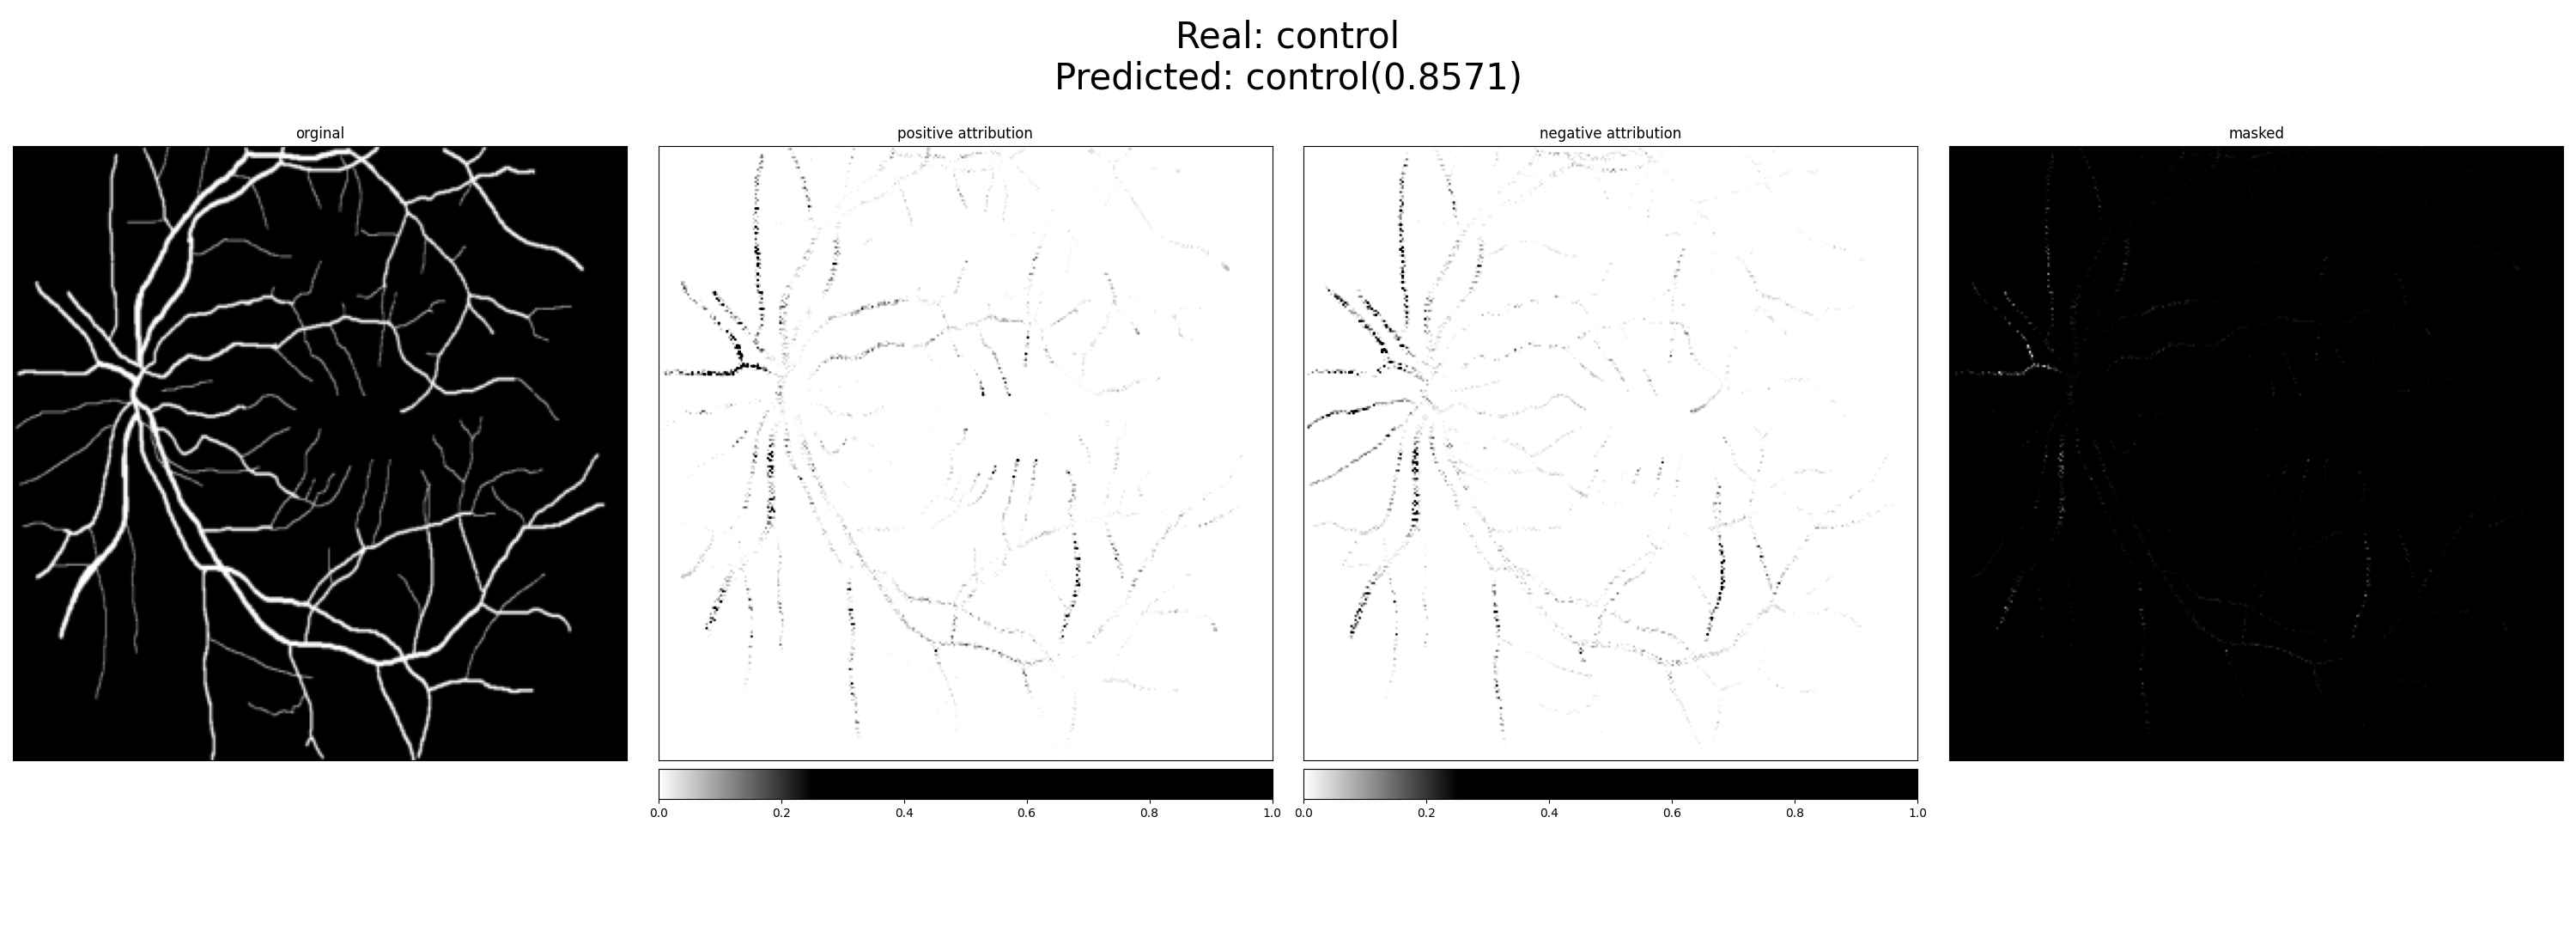 Real: control
Predicted: control(0.8571)
orginal
positive attribution
negative attribution
masked
0.0 0.2 0.4 0.6 0.8 1.0
0.0 0.2 0.4 0.6 0.8 1.0